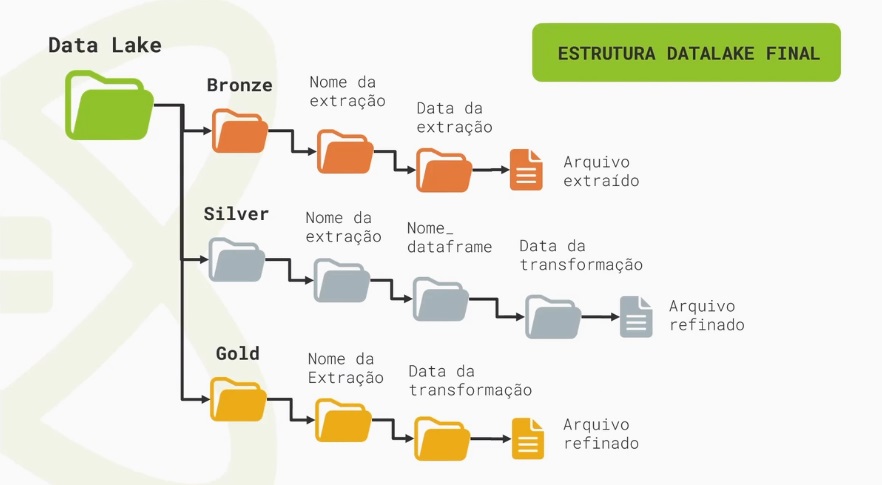 Data Lake
ESTRUTURA DATALAKE FINAL
Bronze
Nome da
extração
Data da
extração
Arquivo
extraído
Silver
Nome da
extração
Nome_
dataframe
Data da
transformação
Arquivo
refinado
Gold
Nome da
Extração
Data da
transformação
Arquivo
refinado